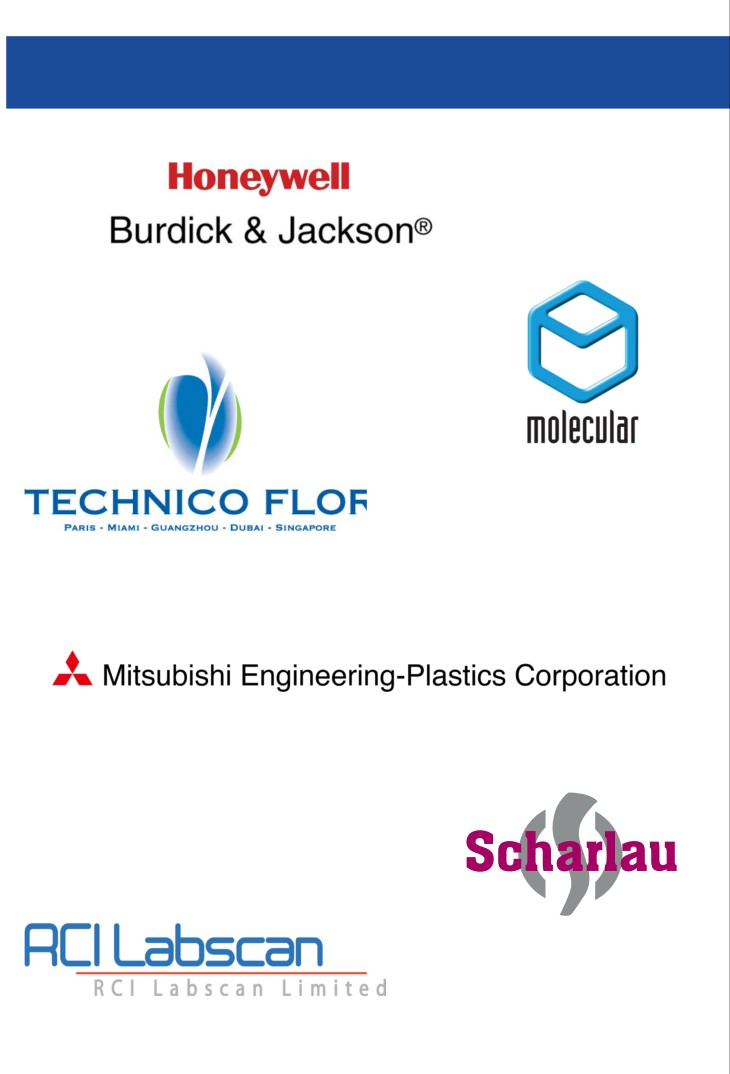 Honeywell
Burdick & Jackson®
molecular
TECHNICO FLOR
PARIS - MIAMI - GUANGZHOU - DUBAI - SINGAPORE
Mitsubishi Engineering-Plastics Corporation
Scharlau
RCI Labscan
RCI Labscan Limited